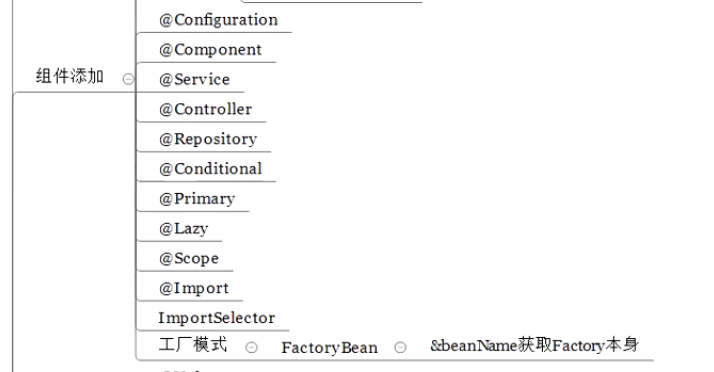 @Configuration
@Component
组件添加
@Service
@Controller
@Repository
@Conditional
@Primary
@Lazy
@Scope
@Import
ImportSelector
工厂模式 FactoryBean &beanName获取Factory本身